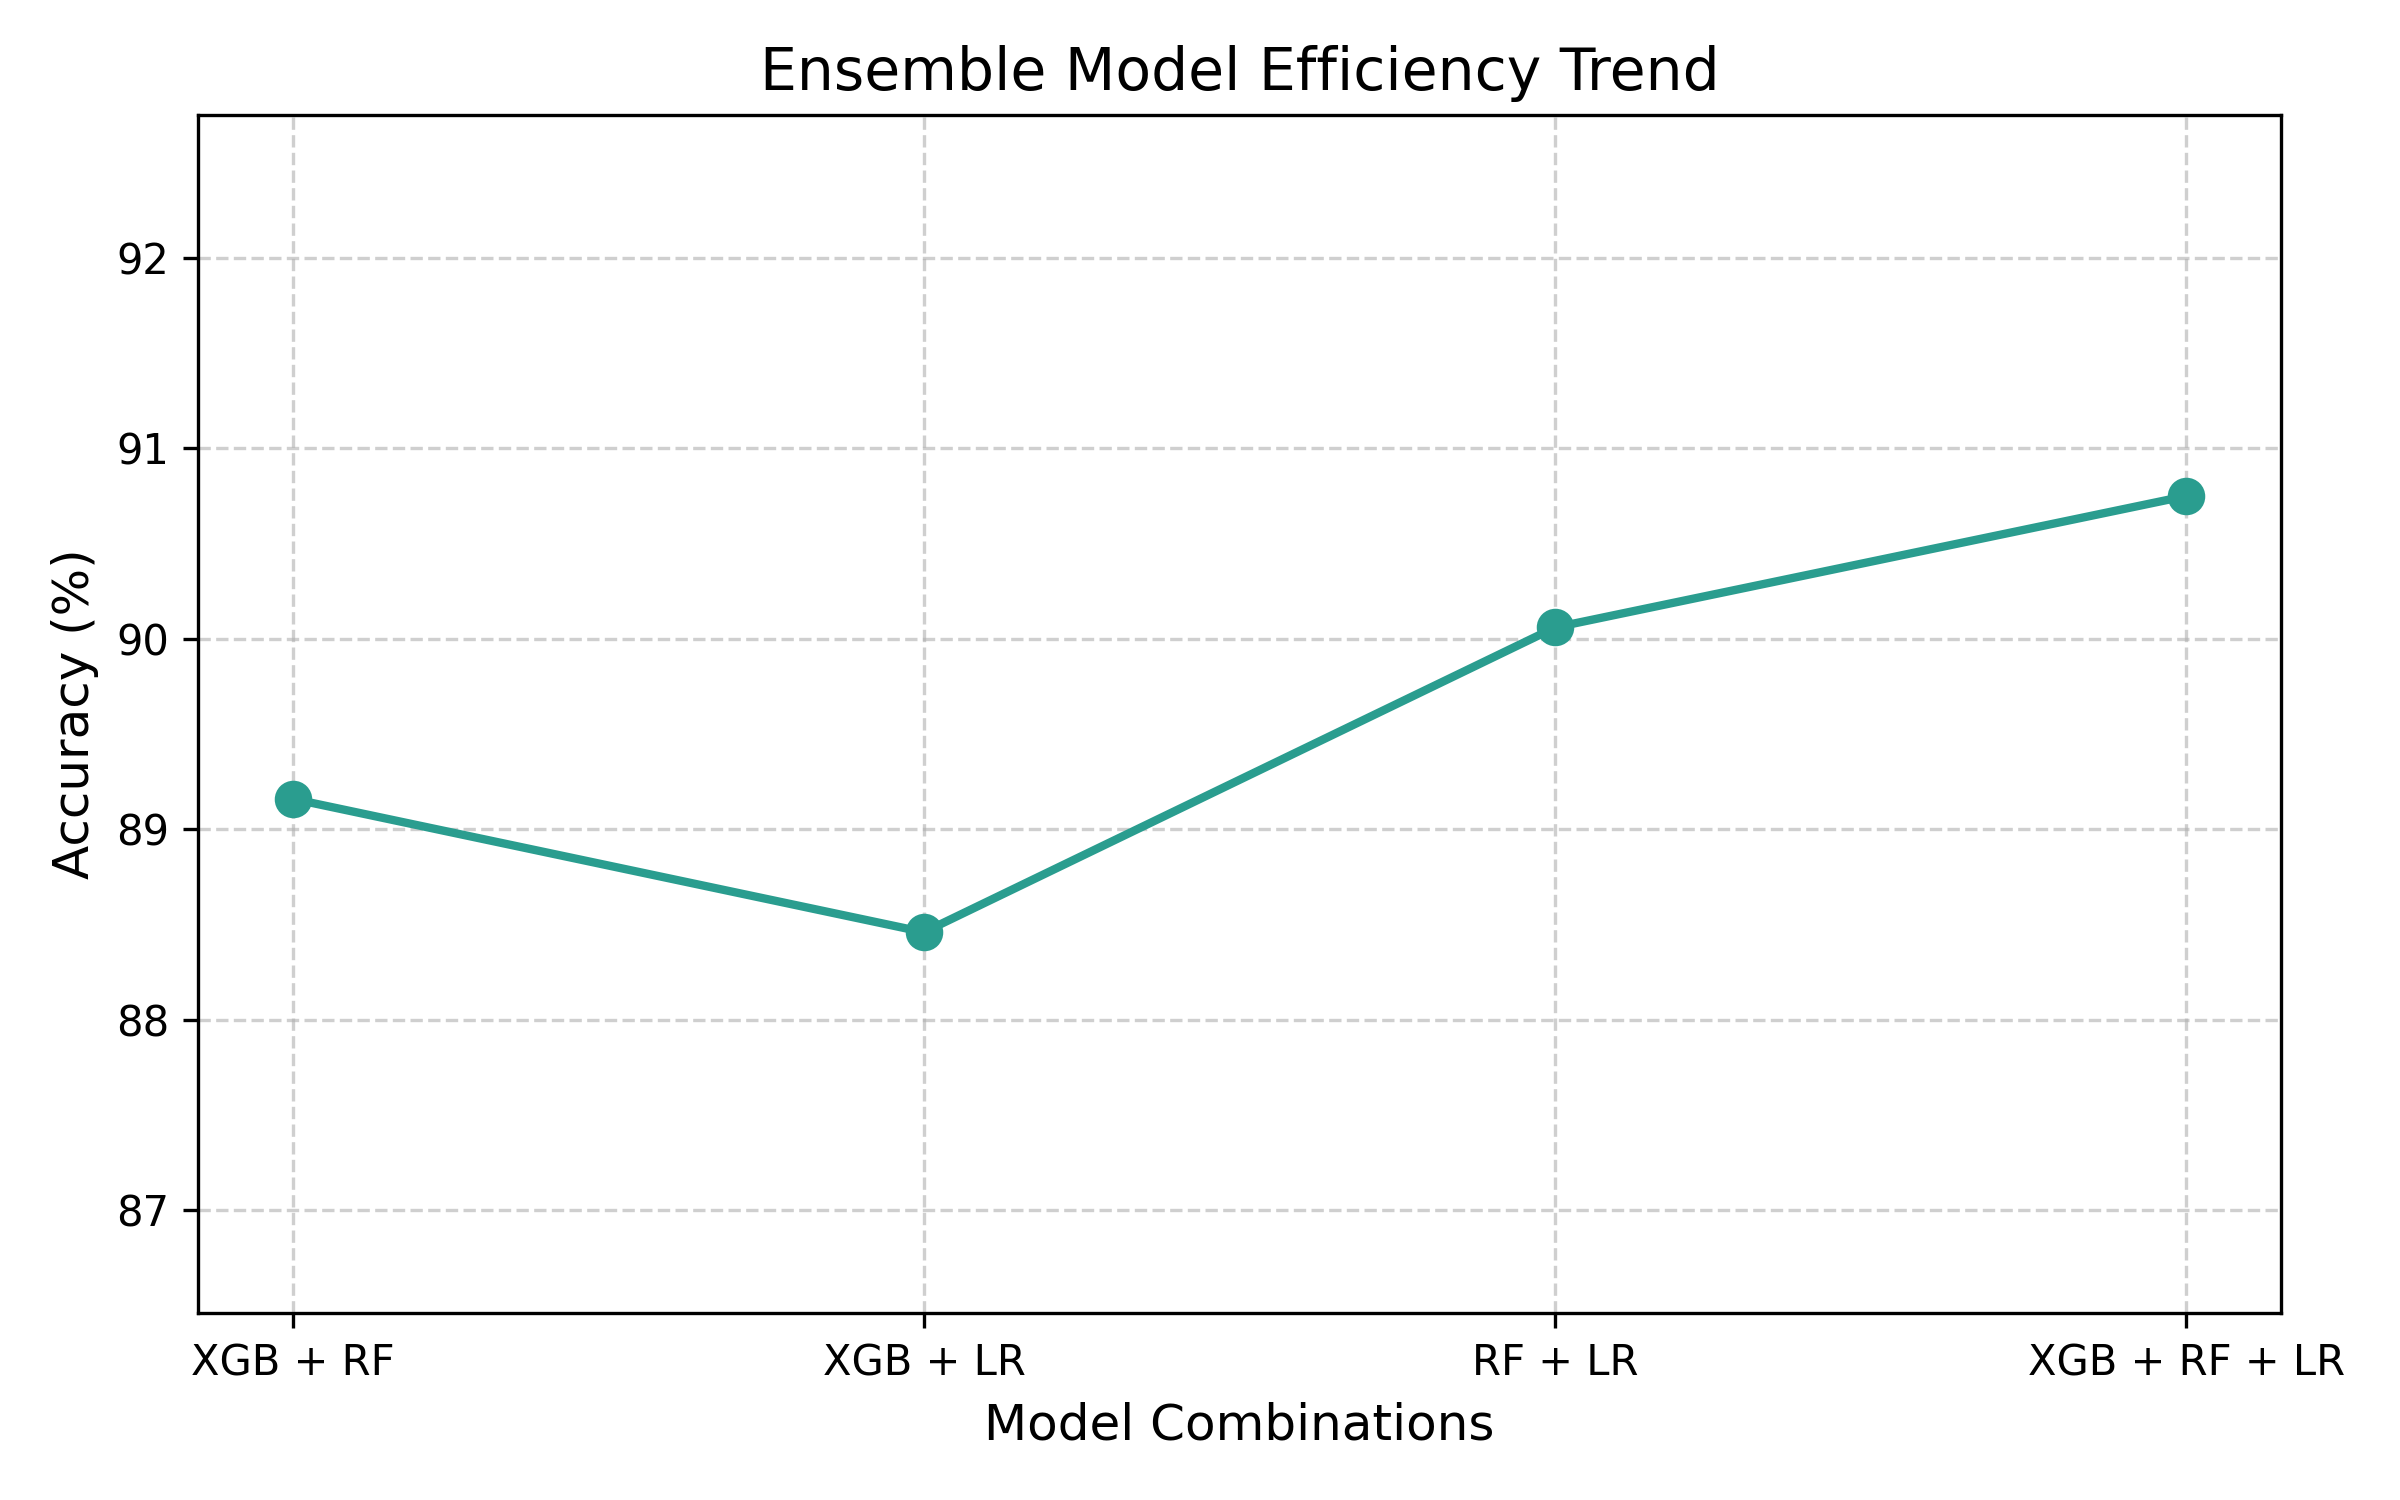 Ensemble Model Efficiency Trend
92
91
90
89
88
87
Accuracy (%)
XGB + RF
XGB + LR
RF + LR
XGB + RF + LR
Model Combinations